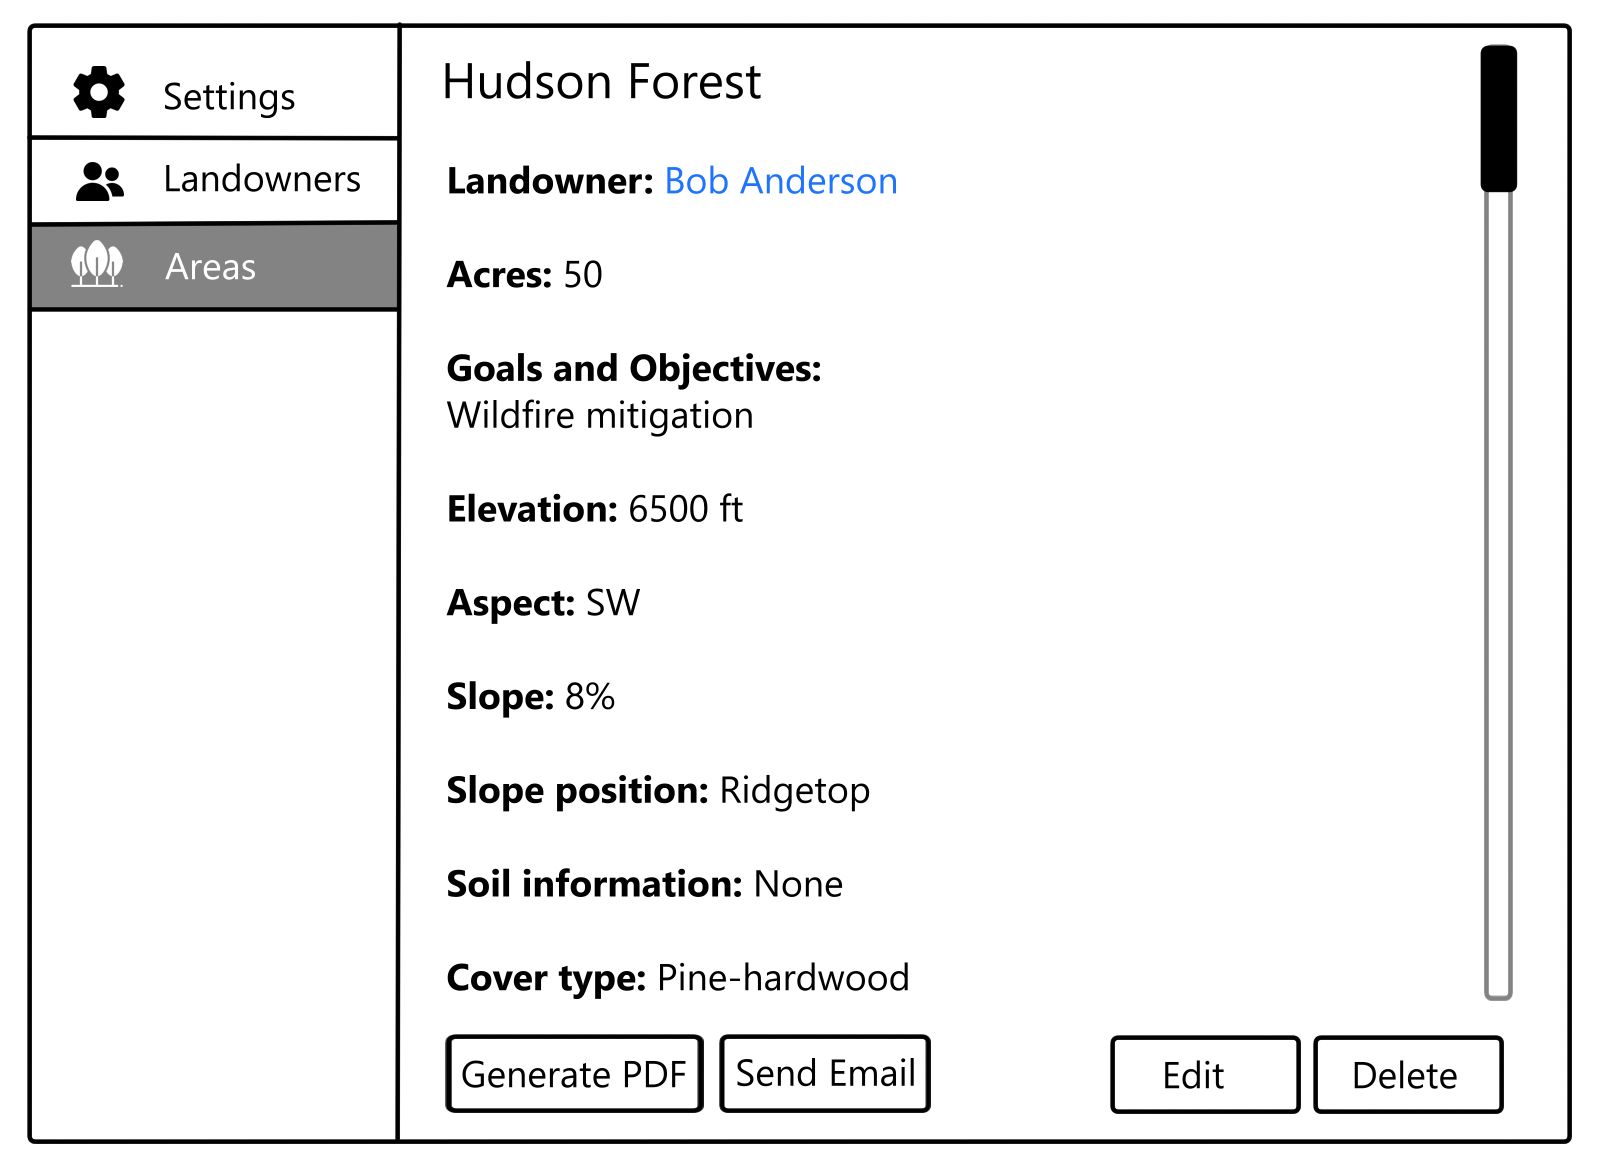 Settings
Landowners
Areas
Hudson Forest
Landowner: Bob Anderson
Acres: 50
Goals and Objectives:
Wildfire mitigation
Elevation: 6500 ft
Aspect: SW
Slope: 8%
Slope position: Ridgetop
Soil information: None
Cover type: Pine-hardwood
Generate PDF
Send Email
Edit
Delete